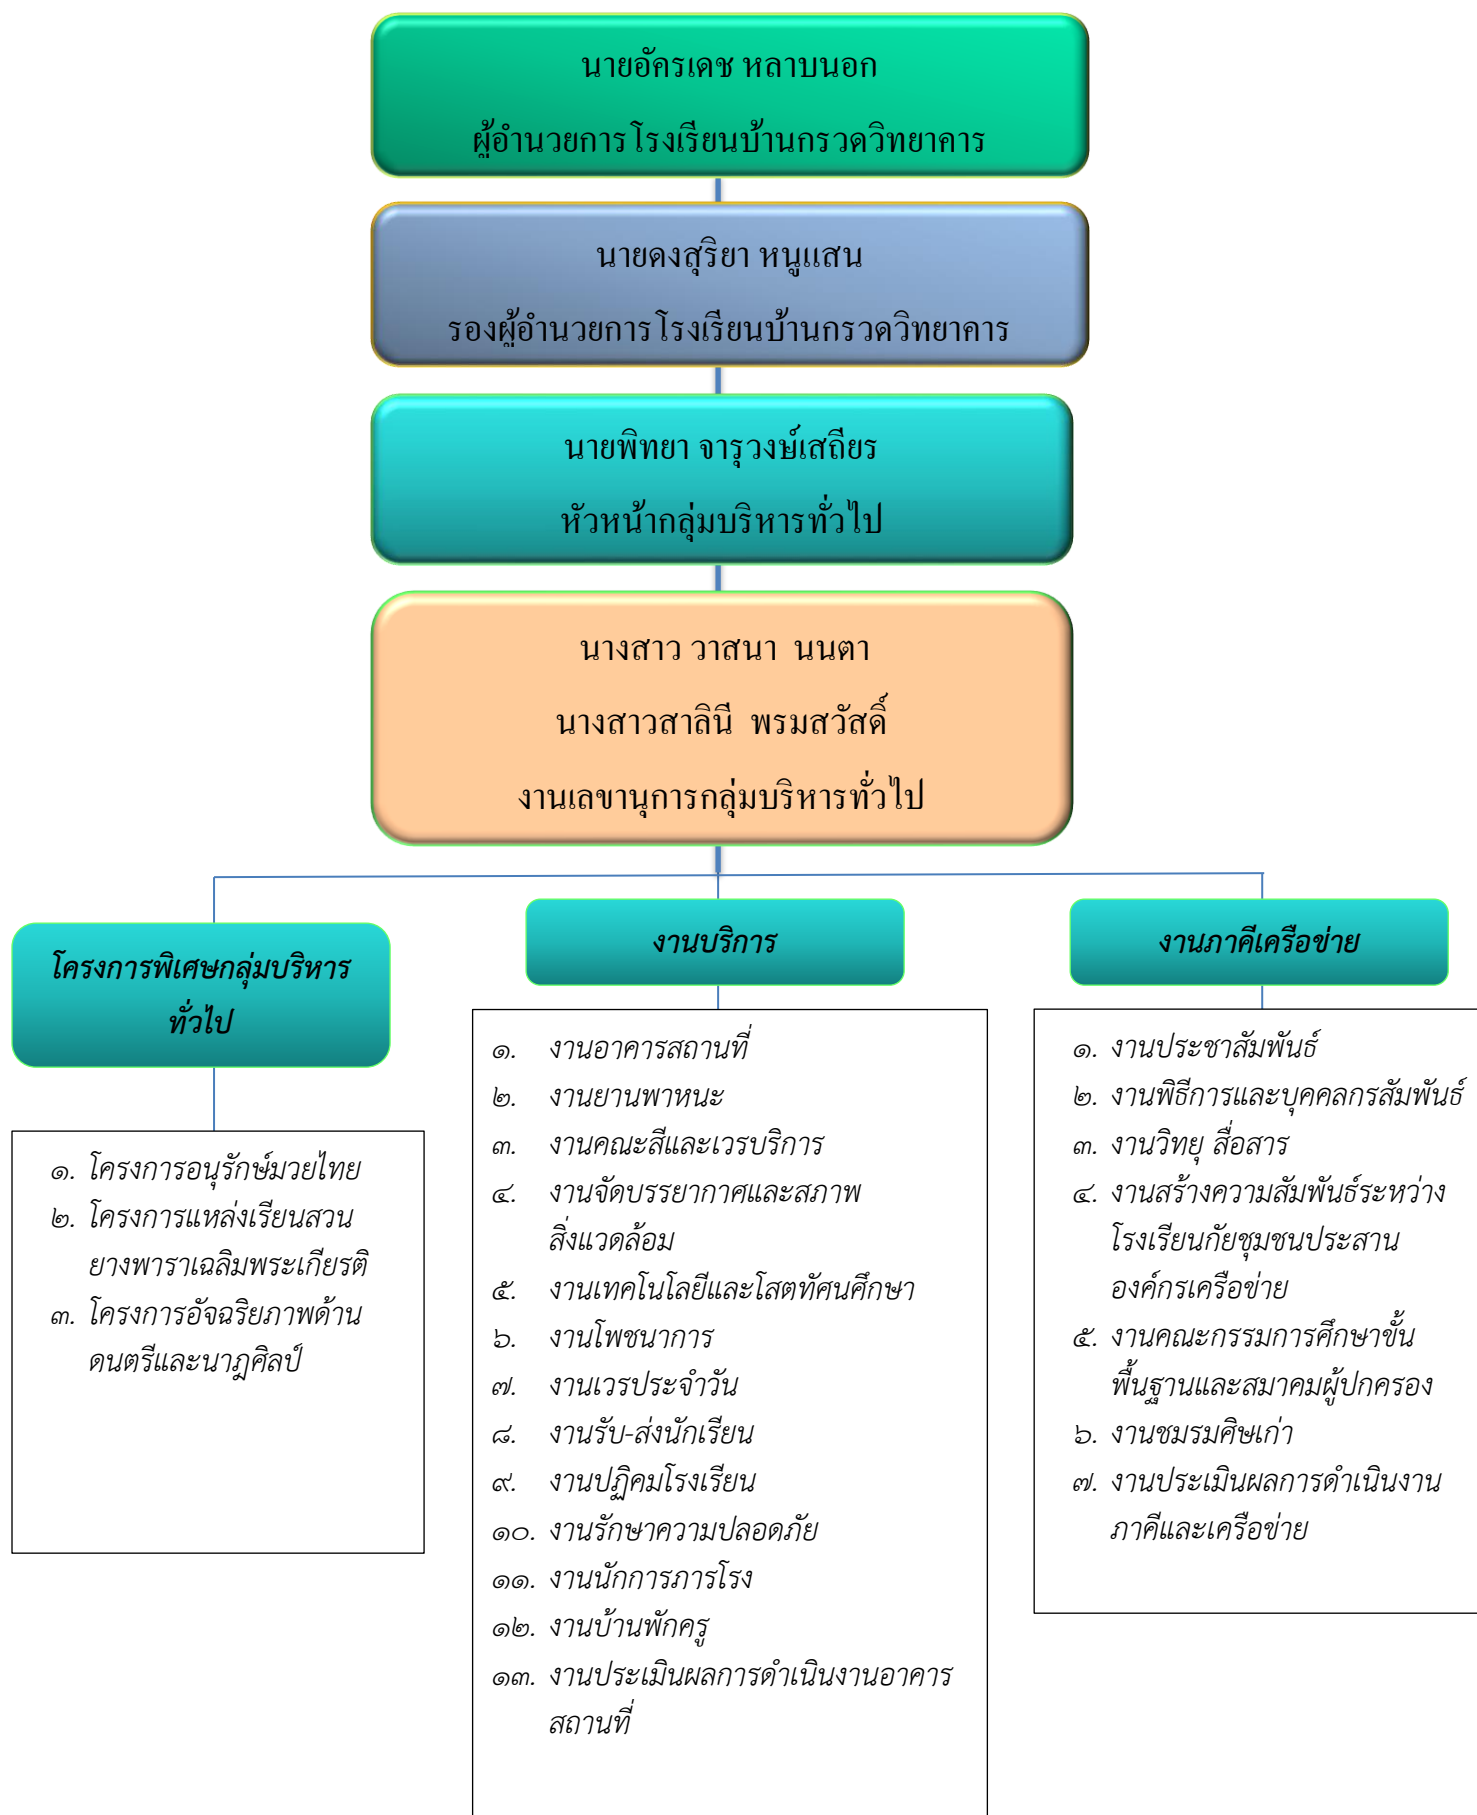 นายอัครเดช หลาบนอก
ผู้อำนวยการโรงเรียนบ้านกรวดวิทยาคาร
นายดงสุริยา หนูแสน
รองผู้อำนวยการโรงเรียนบ้านกรวดวิทยาคาร
นายพิทยา จารุวงษ์เสถียร
หัวหน้ากลุ่มบริหารทั่วไป
นางสาว วาสนา นนตา
นางสาวสาลินี พรมสวัสดิ์
งานเลขานุการกลุ่มบริหารทั่วไป
โครงการพิเศษกลุ่มบริหาร
ทั่วไป
๑. โครงการอนุรักษ์มวยไทย
๒. โครงการแหล่งเรียนสวน
ยางพาราเฉลิมพระเกียรติ
๓. โครงการอัจฉริยภาพด้าน
ดนตรีและนาฎศิลป์
งานบริการ
๑. งานอาคารสถานที่
๒. งานยานพาหนะ
๓. งานคณะสีและเวรบริการ
๔. งานจัดบรรยากาศและสภาพ
สิ่งแวดล้อม
๕. งานเทคโนโลยีและโสตทัศนศึกษา
๖. งานโพชนาการ
๗. งานเวรประจำวัน
๘. งานรับ-ส่งนักเรียน
๙. งานปฏิคมโรงเรียน
๑๐. งานรักษาความปลอดภัย
๑๑. งานนักการภารโรง
๑๒. งานบ้านพักครู
๑๓. งานประเมินผลการดำเนินงานอาคาร
สถานที่
งานภาคีเครือข่าย
๑. งานประชาสัมพันธ์
๒. งานพิธีการและบุคคลกรสัมพันธ์
๓. งานวิทยุ สื่อสาร
๔. งานสร้างความสัมพันธ์ระหว่าง
โรงเรียนกัยชุมชนประสาน
องค์กรเครือข่าย
๕. งานคณะกรรมการศึกษาขั้น
พื้นฐานและสมาคมผู้ปกครอง
๖. งานชมรมศิษเก่า
๗. งานประเมินผลการดำเนินงาน
ภาคีและเครือข่าย